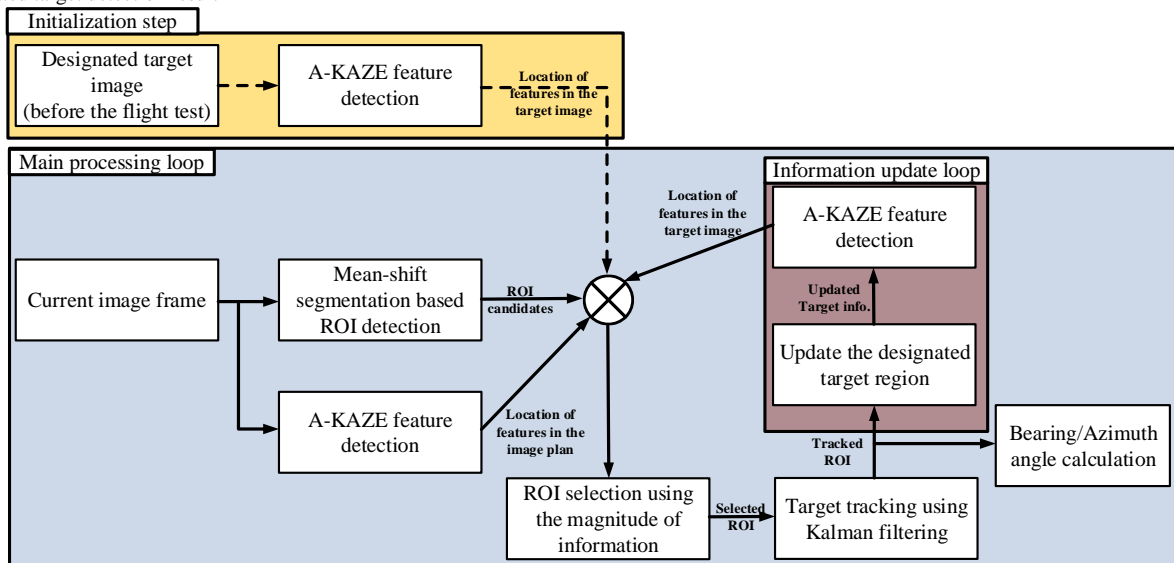 Initialization step
Designated target
image
(before the flight test)
A-KAZE feature
detection
Location of
features in the
target image
Main processing loop
Information update loop
A-KAZE feature
detection
Location of
features in the
target image
Current image frame
Mean-shift
segmentation based
ROI detection
ROI
candidates
Updated
Target info.
Update the designated
target region
A-KAZE feature
detection
Location of
features in the
image plan
Tracked
ROI
Bearing/Azimuth
angle calculation
ROI selection using
the magnitude of
information
Selected
ROI
Target tracking using
Kalman filtering